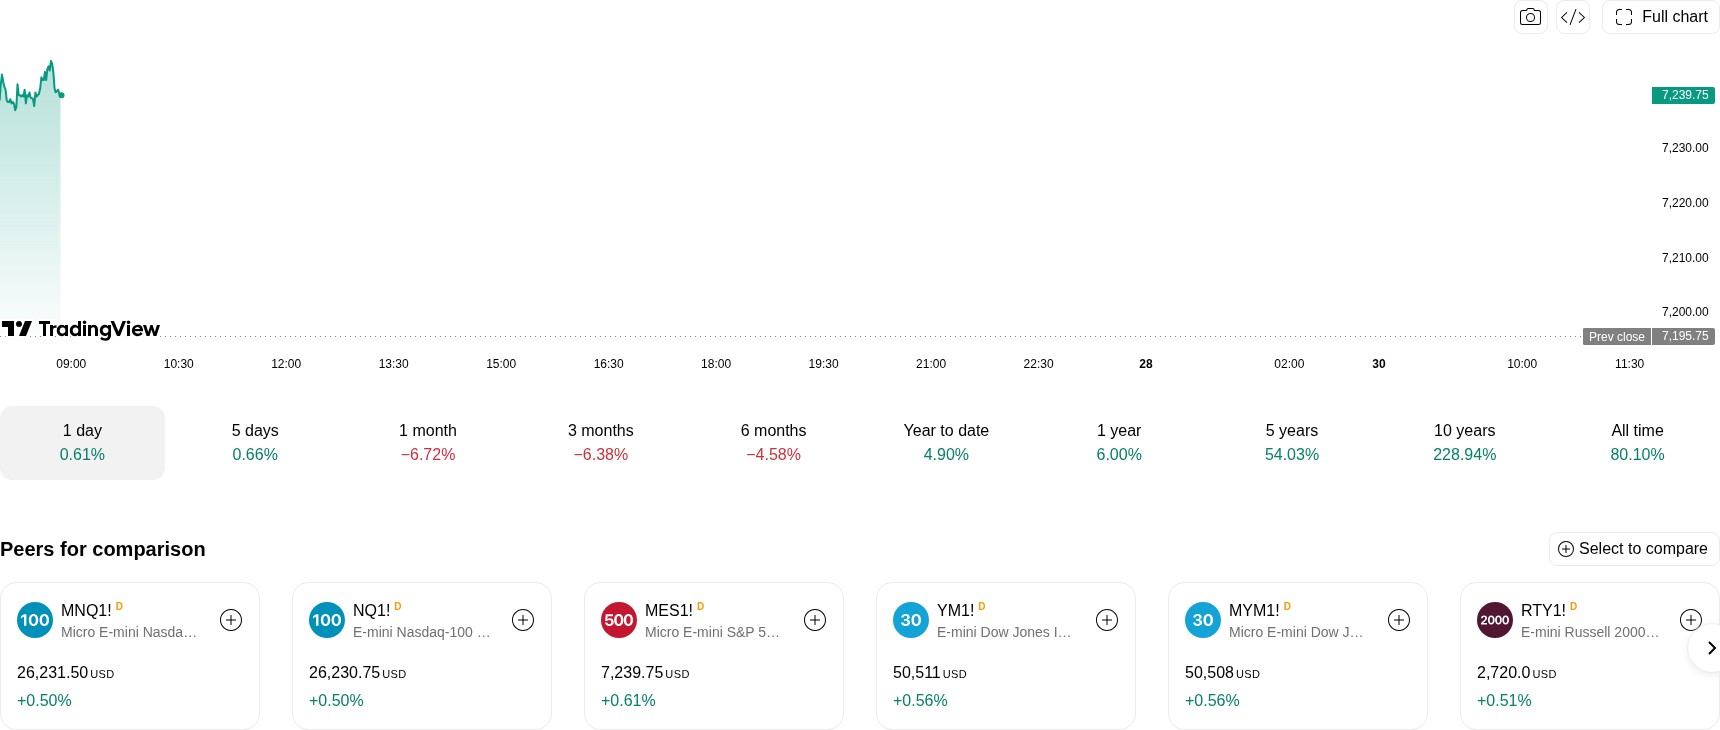 Full chart
7,239.75
7,230.00
7,220.00
7,210.00
7,200.00
TradingView
Prev close 7,195.75
09:00 10:30 12:00 13:30 15:00 16:30 18:00 19:30 21:00 22:30 28 02:00 30 10:00 11:30
1 day 5 days 1 month 3 months 6 months Year to date 1 year 5 years 10 years All time
0.61% 0.66% −6.72% −6.38% −4.58% 4.90% 6.00% 54.03% 228.94% 80.10%
Peers for comparison
Select to compare
100 MNQ1! D
Micro E-mini Nasda…
26,231.50 USD
+0.50%
100 NQ1! D
E-mini Nasdaq-100 …
26,230.75 USD
+0.50%
500 MES1! D
Micro E-mini S&P 5…
7,239.75 USD
+0.61%
30 YM1! D
E-mini Dow Jones I…
50,511 USD
+0.56%
30 MYM1! D
Micro E-mini Dow J…
50,508 USD
+0.56%
2000 RTY1! D
E-mini Russell 2000…
2,720.0 USD
+0.51%